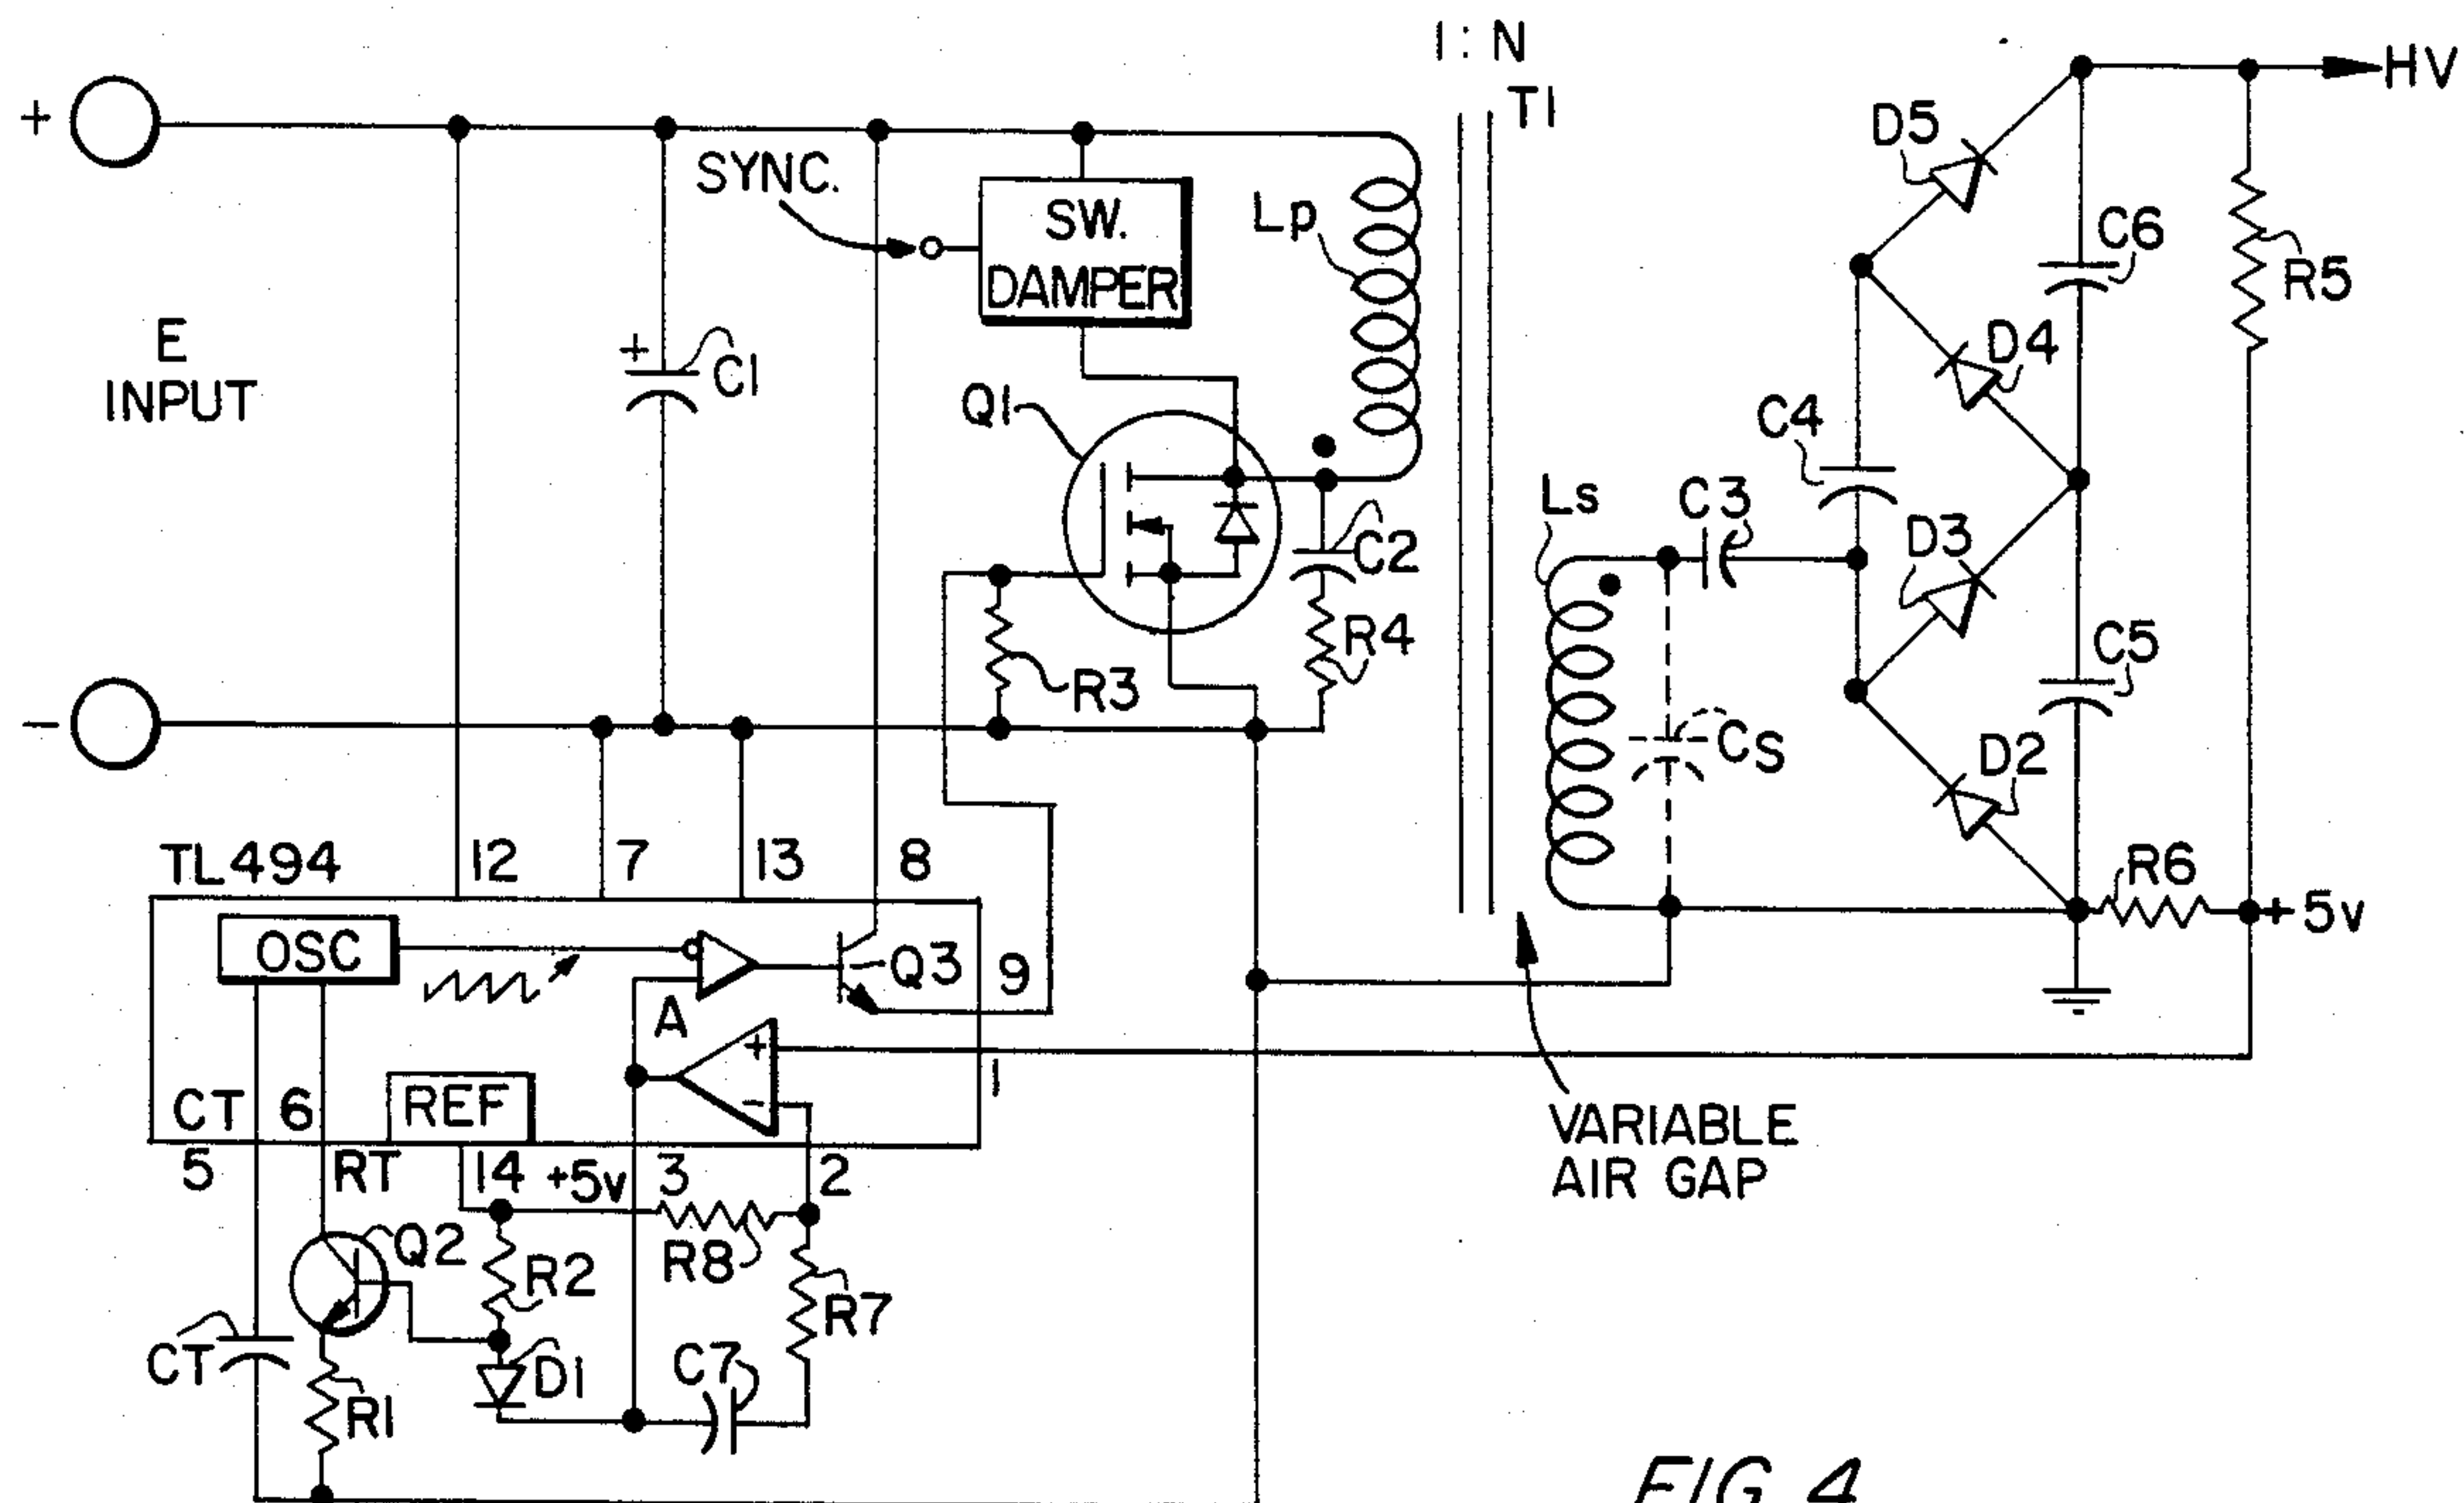 1 : N
T1
HV
+
D5
SYNC.
SW.
DAMPER
Lp
C6
R5
E
INPUT
+
C1
D4
Q1
C4
Ls
C3
D3
C2
R4
C5
R3
-
Cs
D2
TL494
12
7
13
8
R6
+5v
OSC
Q3
9
A
+
-
1
CT
6
REF
VARIABLE
AIR GAP
5
RT
14
+5v
3
2
Q2
R2
R8
R7
CT
R1
D1
C7
FIG. 4